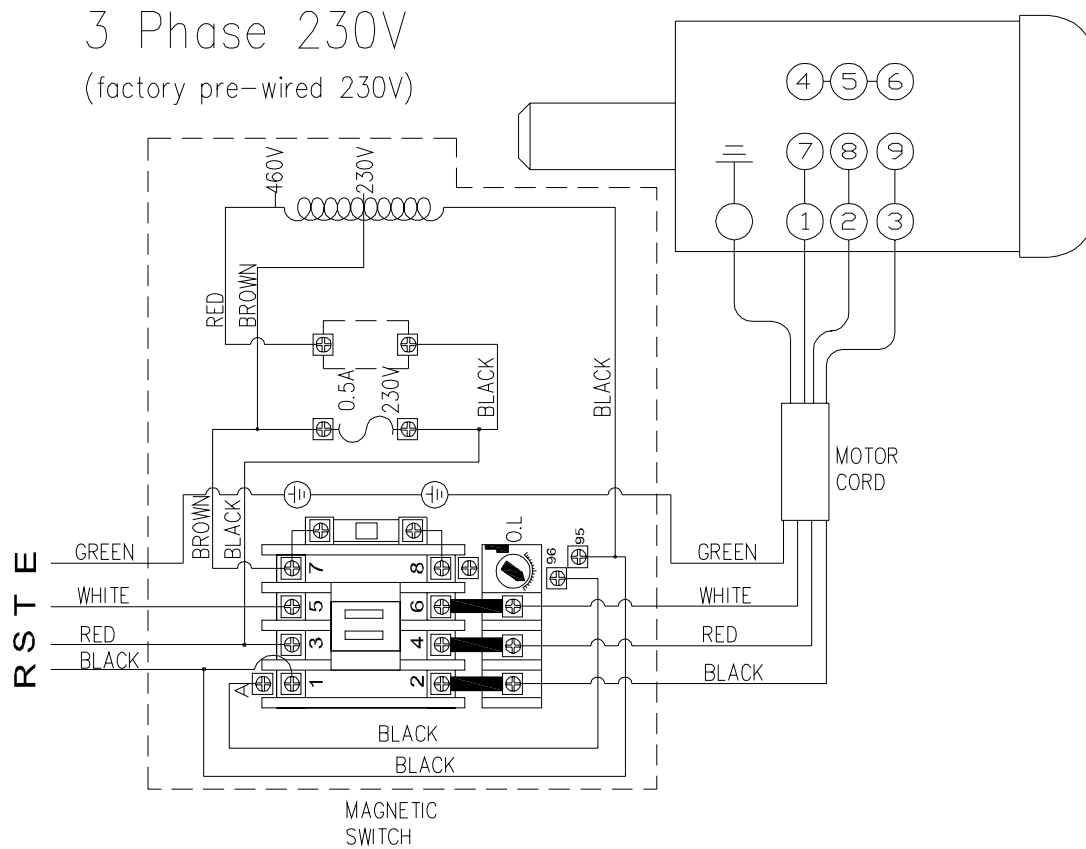 3 Phase 230V
(factory pre-wired 230V)
460V
230V
4 5 6
7 8 9
1 2 3
RED
BROWN
0.5A
230V
BLACK
BLACK
MOTOR
CORD
BROWN
BLACK
O.L
96
95
E
GREEN
7
8
GREEN
T
WHITE
5
6
WHITE
S
RED
3
4
RED
R
BLACK
A
1
2
BLACK
BLACK
BLACK
MAGNETIC
SWITCH